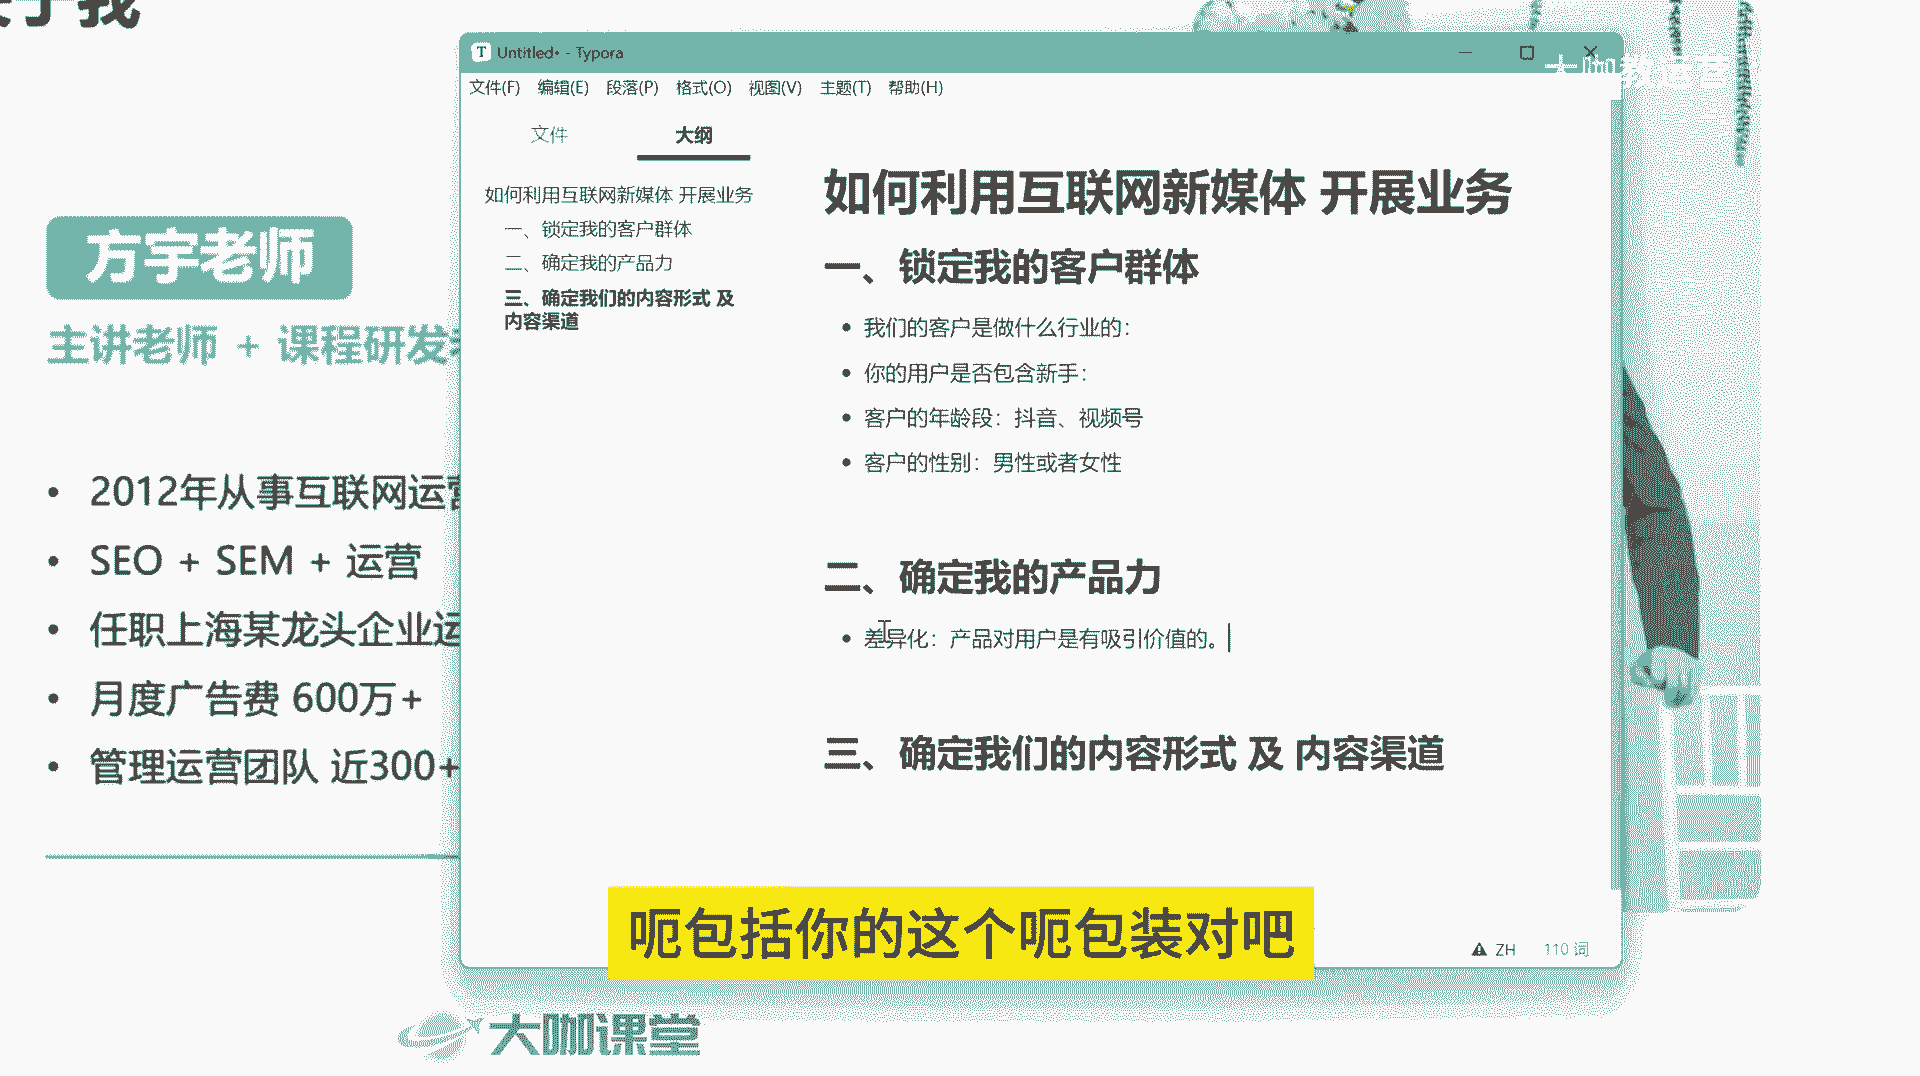 方宇老师
主讲老师 + 课程研发
2012年从事互联网运营
SEO + SEM + 运营
任职上海某龙头企业运
月度广告费 600万+
管理运营团队 近300+
Untitled• - Typora
文件(F) 编辑(E) 段落(P) 格式(O) 视图(V) 主题(T) 帮助(H)
文件 大纲
如何利用互联网新媒体 开展业务
一、锁定我的客户群体
二、确定我的产品力
三、确定我们的内容形式 及
内容渠道
如何利用互联网新媒体 开展业务
一、锁定我的客户群体
我们的客户是做什么行业的：
你的用户是否包含新手：
客户的年龄段：抖音、视频号
客户的性别：男性或者女性
二、确定我的产品力
差异化：产品对用户是有吸引价值的。
三、确定我们的内容形式 及 内容渠道
ZH 110 词
呃包括你的这个呃包装对吧
大咖课堂